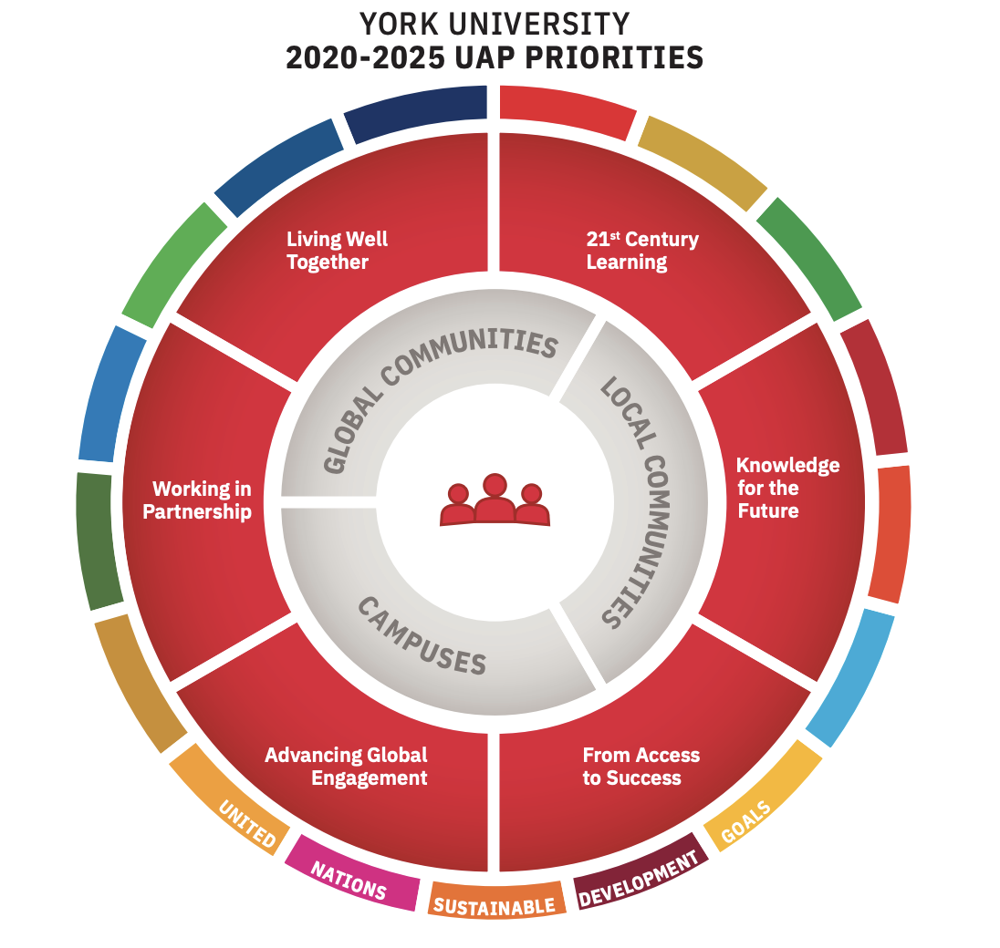 YORK UNIVERSITY
2020-2025 UAP PRIORITIES
Living Well
Together
21st Century
Learning
GLOBAL COMMUNITIES
LOCAL COMMUNITIES
Knowledge
for the
Future
Working in
Partnership
CAMPUSES
Advancing Global
Engagement
From Access
to Success
UNITED
NATIONS
SUSTAINABLE
DEVELOPMENT
GOALS